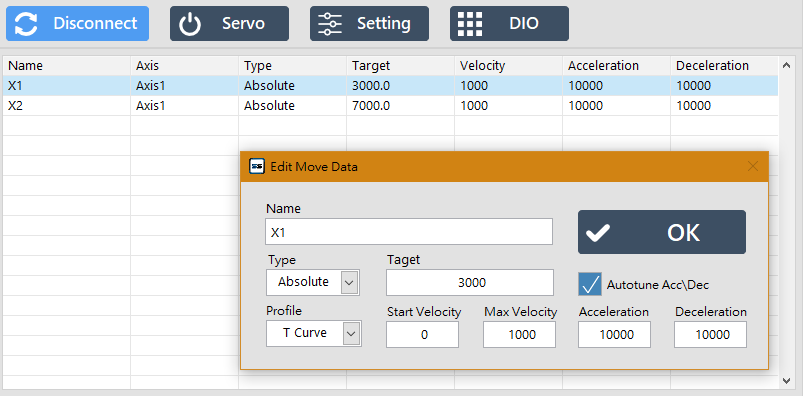 Disconnect Servo Setting DIO
Name Axis Type Target Velocity Acceleration Deceleration
X1 Axis1 Absolute 3000.0 1000 10000 10000
X2 Axis1 Absolute 7000.0 1000 10000 10000
Edit Move Data
Name
X1
OK
Type Taget
Absolute 3000
Autotune Acc\Dec
Profile Start Velocity Max Velocity Acceleration Deceleration
T Curve 0 1000 10000 10000